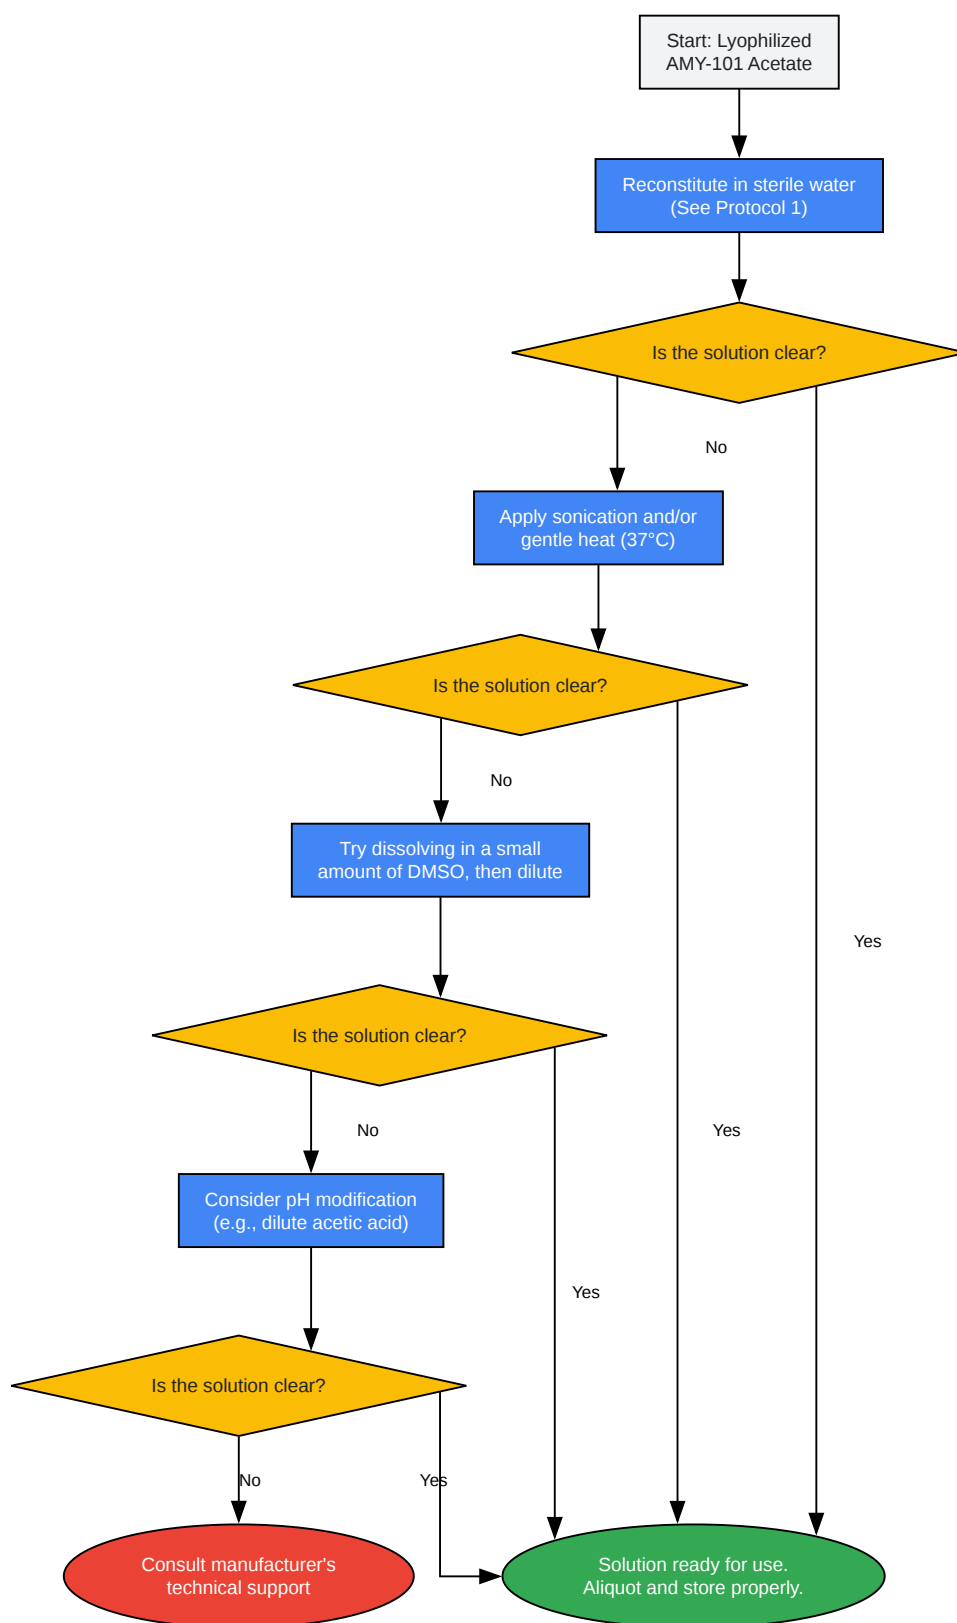 Start: Lyophilized
AMY-101 Acetate
Reconstitute in sterile water
(See Protocol 1)
Is the solution clear?
No
Apply sonication and/or
gentle heat (37°C)
Is the solution clear?
No
Try dissolving in a small
amount of DMSO, then dilute
Yes
Is the solution clear?
No
Yes
Consider pH modification
(e.g., dilute acetic acid)
Yes
Is the solution clear?
No
Yes
Consult manufacturer's
technical support
Solution ready for use.
Aliquot and store properly.